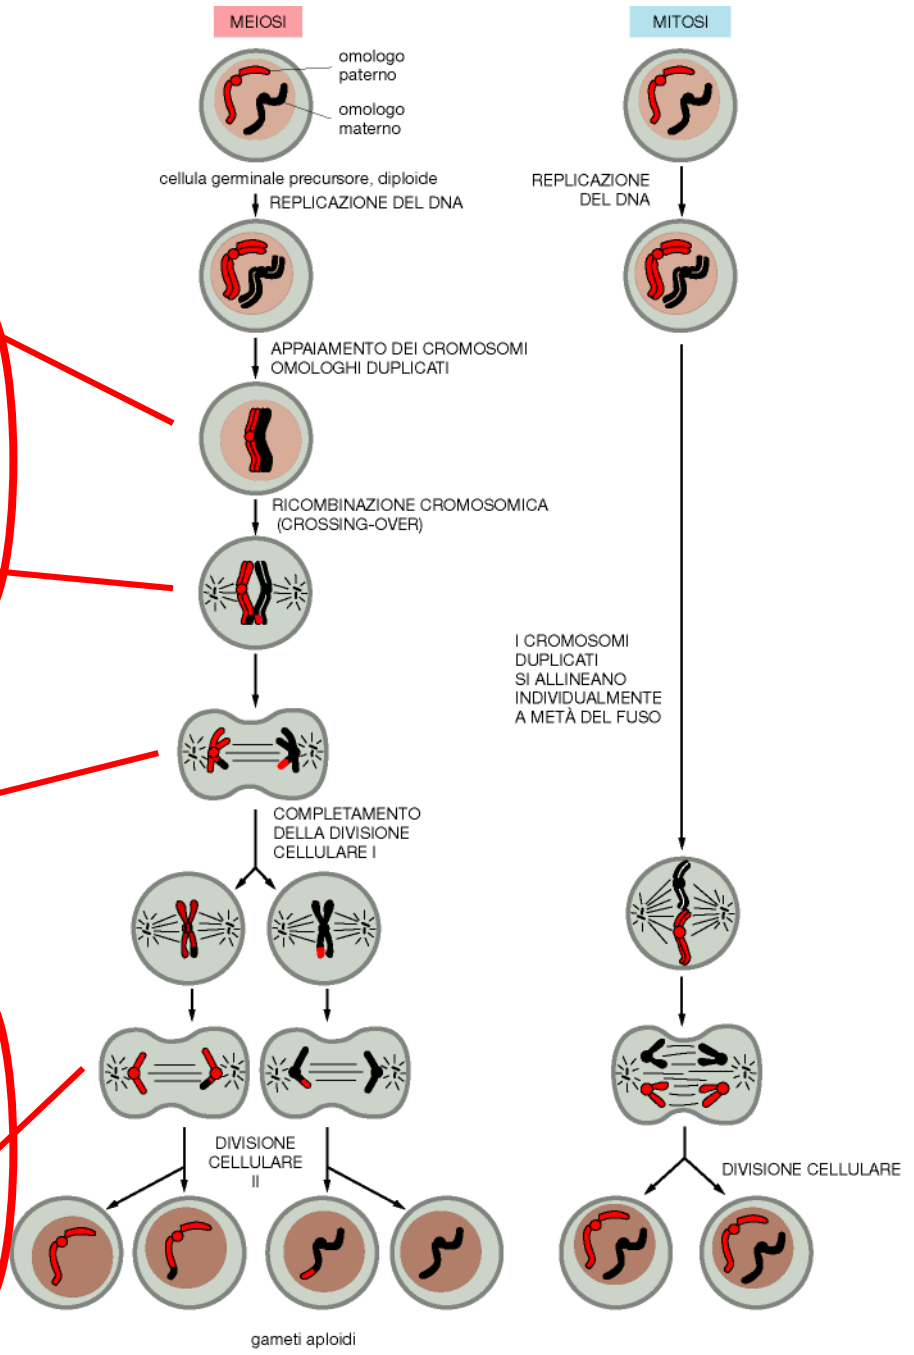 MEIOSI
MITOSI
omologo
paterno
omologo
materno
cellula germinale precursore, diploide
REPLICAZIONE DEL DNA
REPLICAZIONE
DEL DNA
APPAIAMENTO DEI CROMOSOMI
OMOLOGHI DUPLICATI
RICOMBINAZIONE CROMOSOMICA
(CROSSING-OVER)
I CROMOSOMI
DUPLICATI
SI ALLINEANO
INDIVIDUALMENTE
A METÀ DEL FUSO
COMPLETAMENTO
DELLA DIVISIONE
CELLULARE I
DIVISIONE
CELLULARE
II
DIVISIONE CELLULARE
gameti aploidi